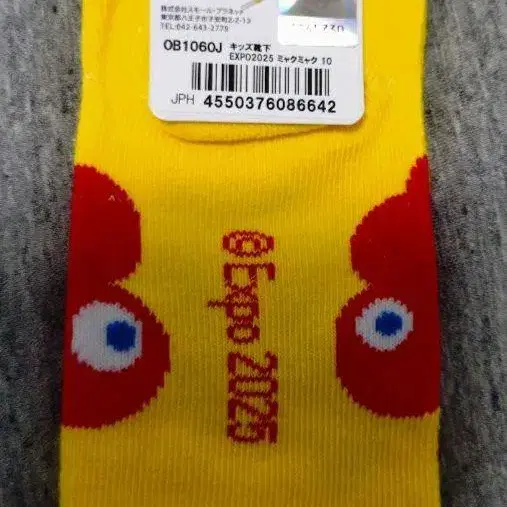 株式会社スモール・プラネット
東京都八王子市子安町2-2-13
TEL:042-643-2779
OB1060J キッズ靴下
EXPO2025 ミャクミャク 10
JPH 4550376086642
©Expo 2025